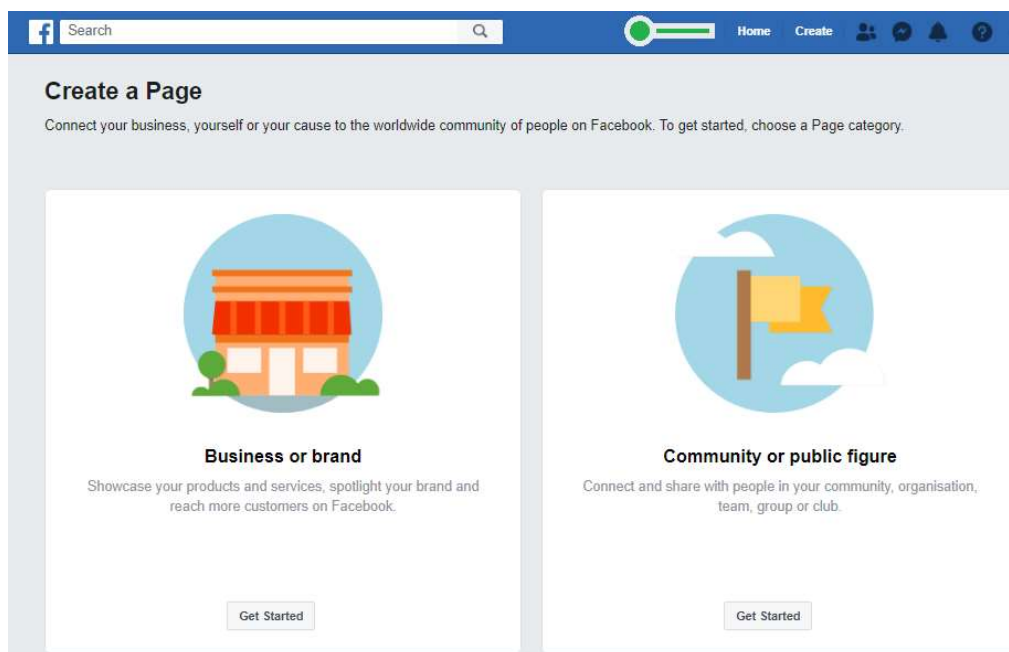 f Search Home Create
Create a Page
Connect your business, yourself or your cause to the worldwide community of people on Facebook. To get started, choose a Page category.
Business or brand
Showcase your products and services, spotlight your brand and
reach more customers on Facebook.
Get Started
Community or public figure
Connect and share with people in your community, organisation,
team, group or club.
Get Started